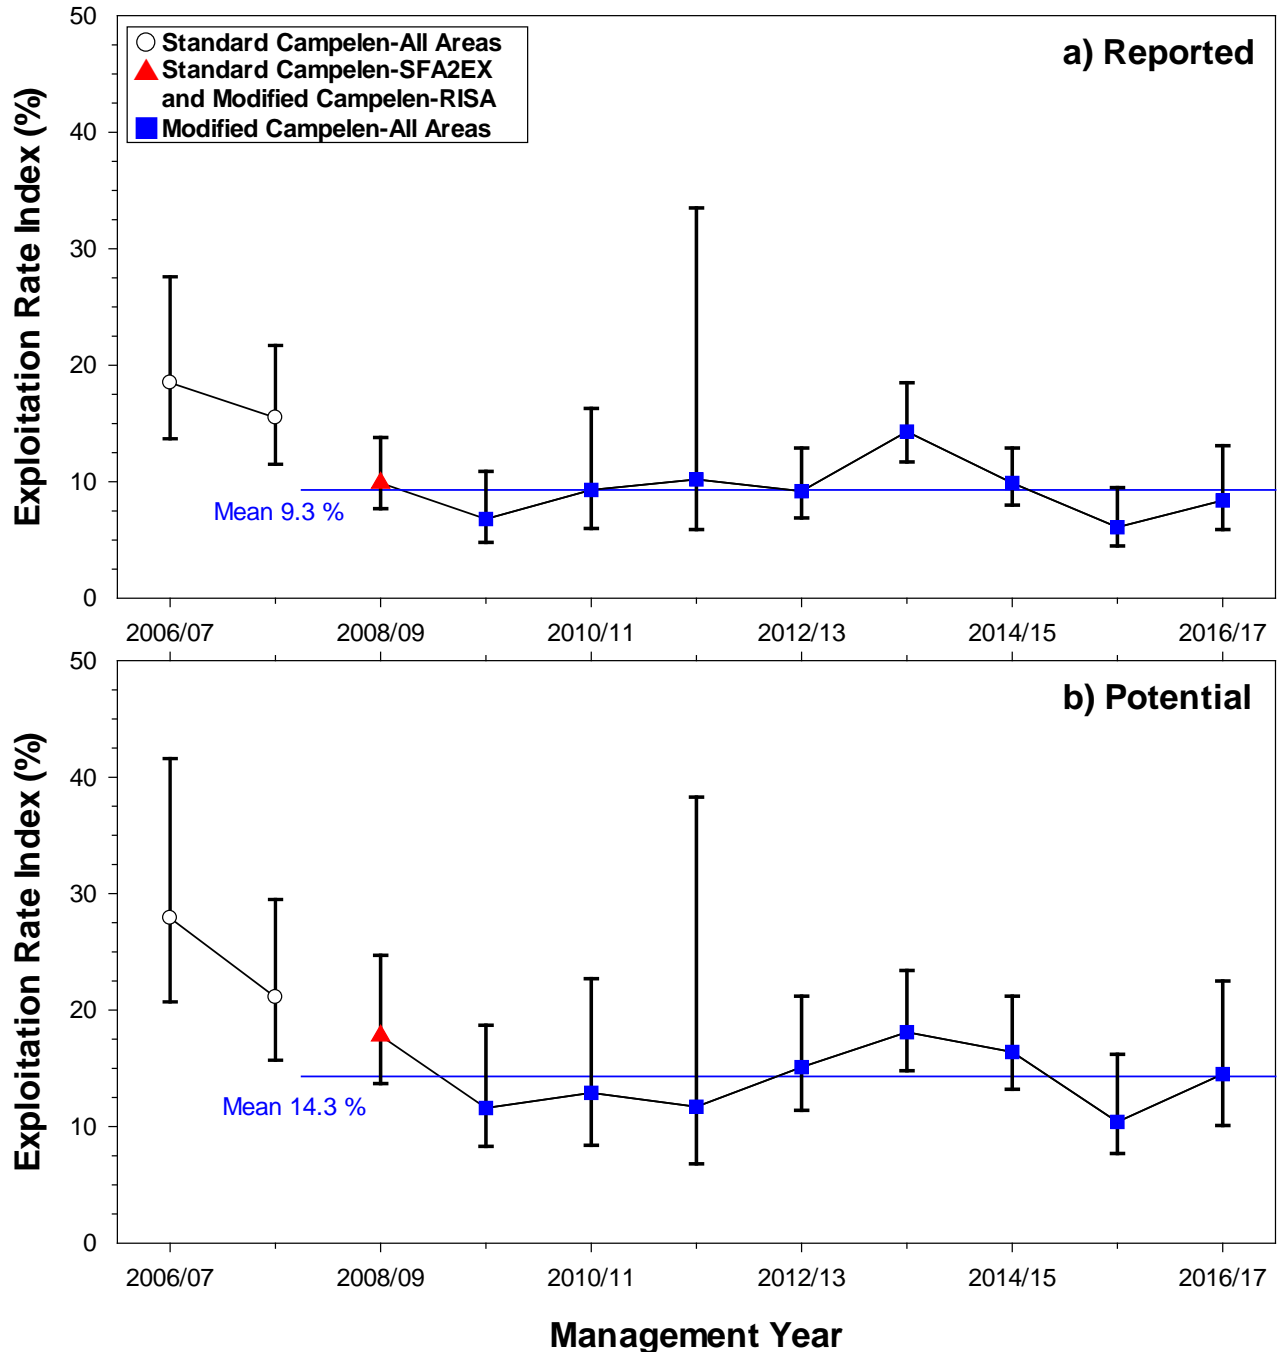 50
40
30
20
10
0
Exploitation Rate Index (%)
Standard Campelen-All Areas
Standard Campelen-SFA2EX
and Modified Campelen-RISA
Modified Campelen-All Areas
a) Reported
Mean 9.3 %
2006/07 2008/09 2010/11 2012/13 2014/15 2016/17
50
40
30
20
10
0
Exploitation Rate Index (%)
b) Potential
Mean 14.3 %
2006/07 2008/09 2010/11 2012/13 2014/15 2016/17
Management Year